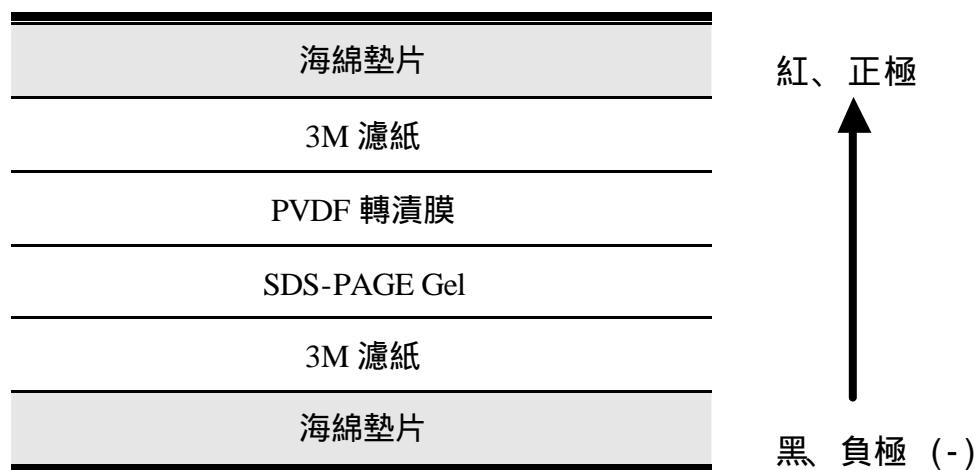 海綿墊片
紅、正極
3M 濾紙
PVDF 轉漬膜
SDS-PAGE Gel
3M 濾紙
海綿墊片
黑、負極 (-)